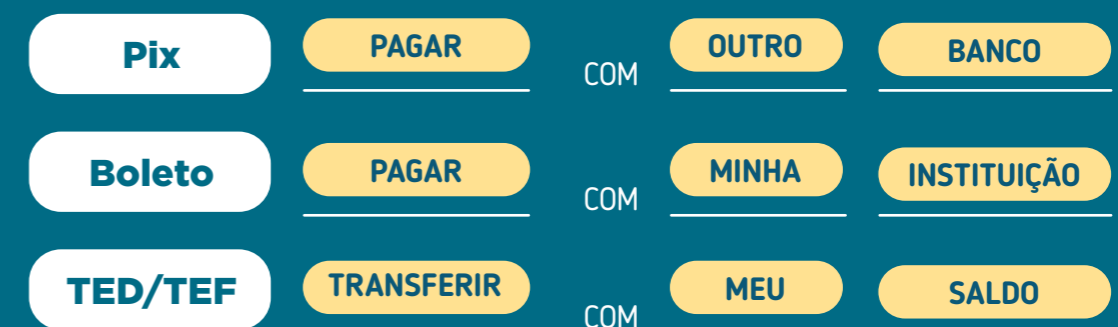 Pix PAGAR COM OUTRO BANCO
Boleto PAGAR COM MINHA INSTITUIÇÃO
TED/TEF TRANSFERIR COM MEU SALDO